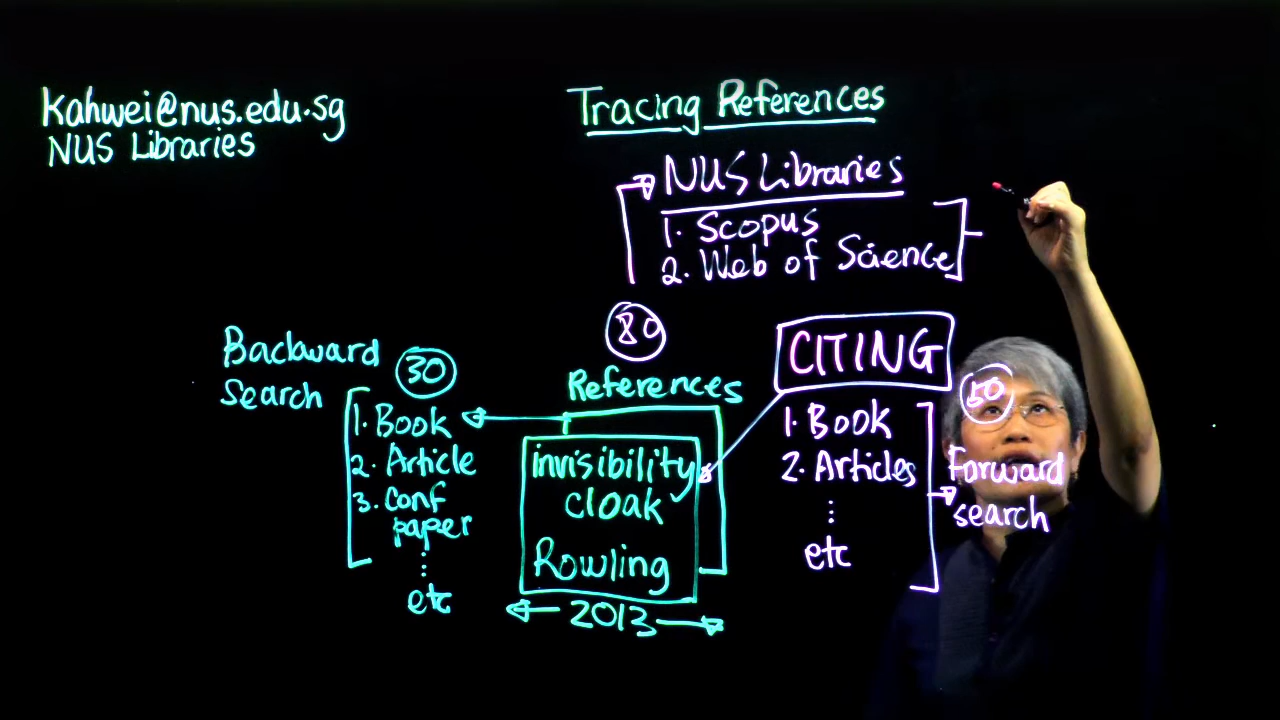 Kahwei@nus.edu.sg
NUS Libraries
Tracing References
NUS Libraries
1. Scopus
2. Web of Science
80
Backward
Search
30
1. Book
2. Article
3. Conf
paper
⋮
etc
References
invisibility
cloak
Rowling
2013
CITING
50
1. Book
2. Articles
⋮
etc
Forward
search